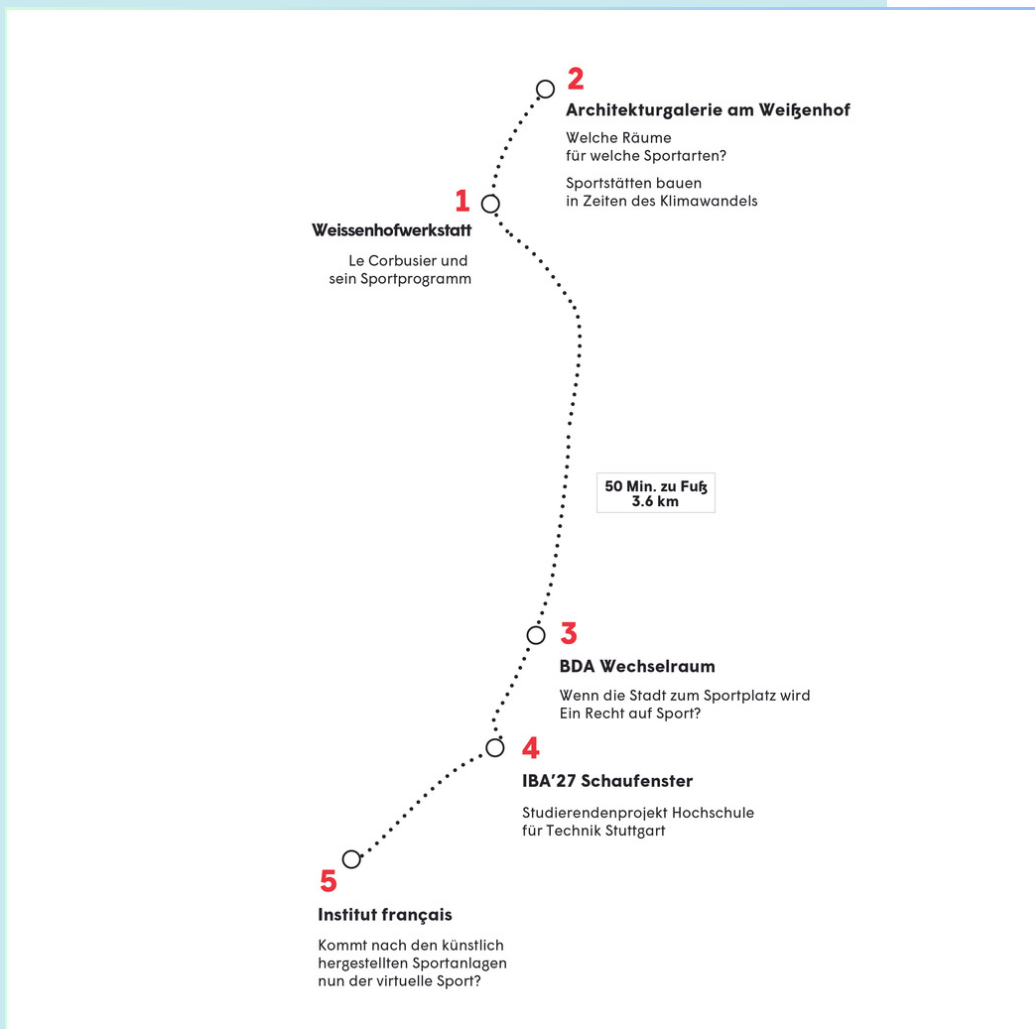 2
Architekturgalerie am Weißenhof
Welche Räume
für welche Sportarten?
Sportstätten bauen
in Zeiten des Klimawandels
1
Weissenhofwerkstatt
Le Corbusier und
sein Sportprogramm
50 Min. zu Fuß
3.6 km
3
BDA Wechselraum
Wenn die Stadt zum Sportplatz wird
Ein Recht auf Sport?
4
IBA’27 Schaufenster
Studierendenprojekt Hochschule
für Technik Stuttgart
5
Institut français
Kommt nach den künstlich
hergestellten Sportanlagen
nun der virtuelle Sport?